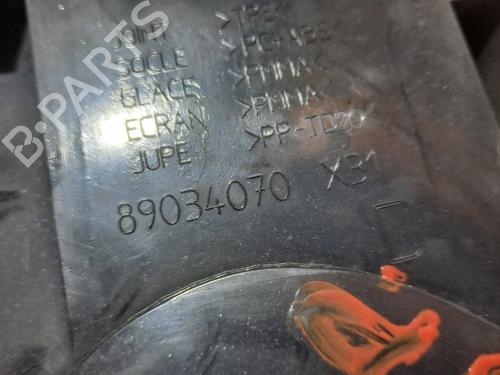 JOINT >TPE<
SOCLE >PC+ABS<
GLACE >PMMA<
ECRAN >PMMA<
JUPE >PP-TD20<
89034070 X31
B-PARTS